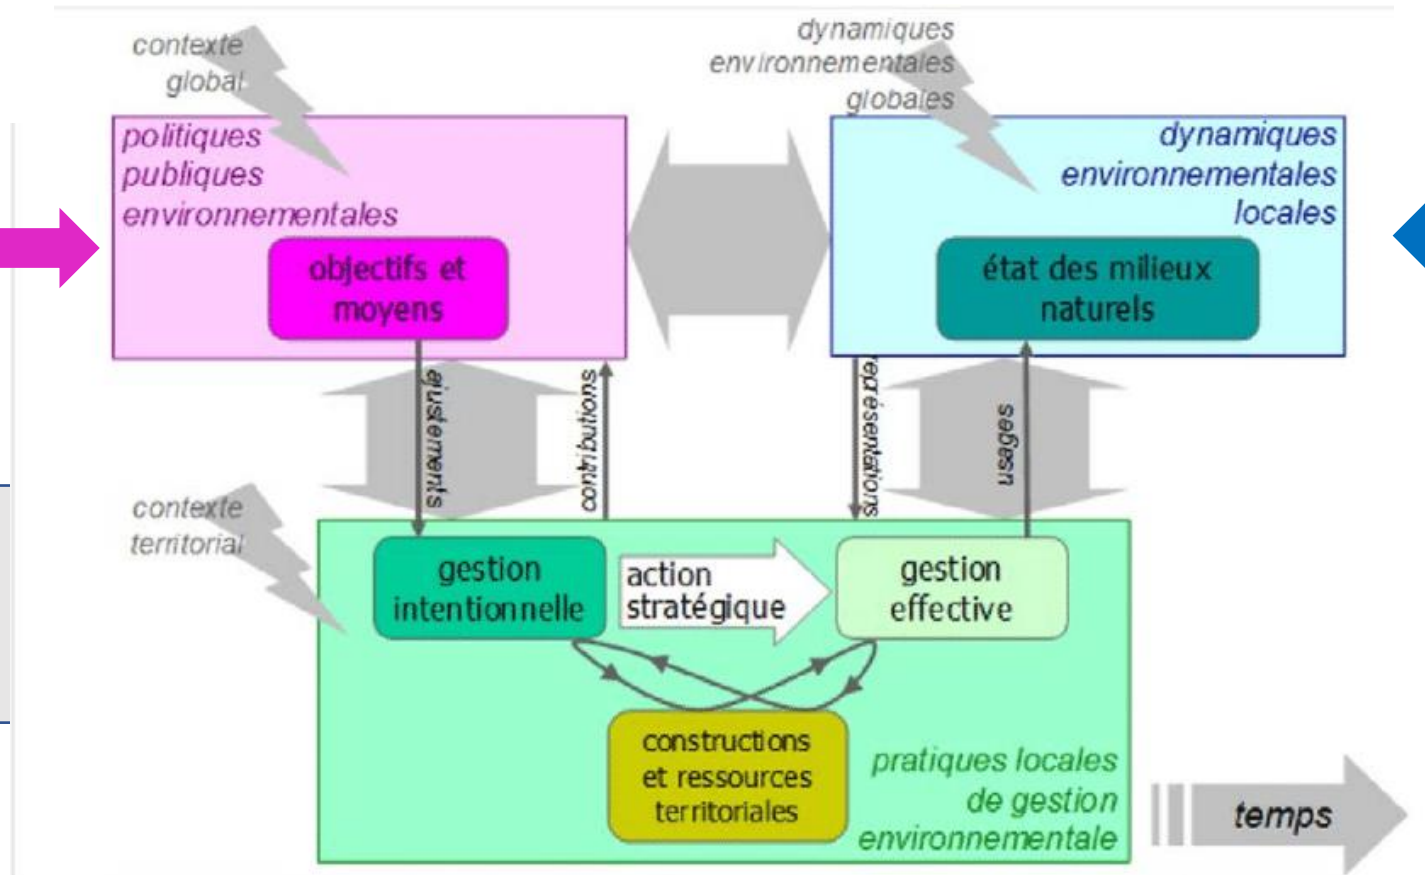 contexte
global
dynamiques
environnementales
globales
politiques
publiques
environnementales
dynamiques
environnementales
locales
objectifs et
moyens
état des milieux
naturels
ajustements
contributions
représentations
usages
contexte
territorial
gestion
intentionnelle
action
stratégique
gestion
effective
constructions
et ressources
territoriales
pratiques locales
de gestion
environnementale
temps